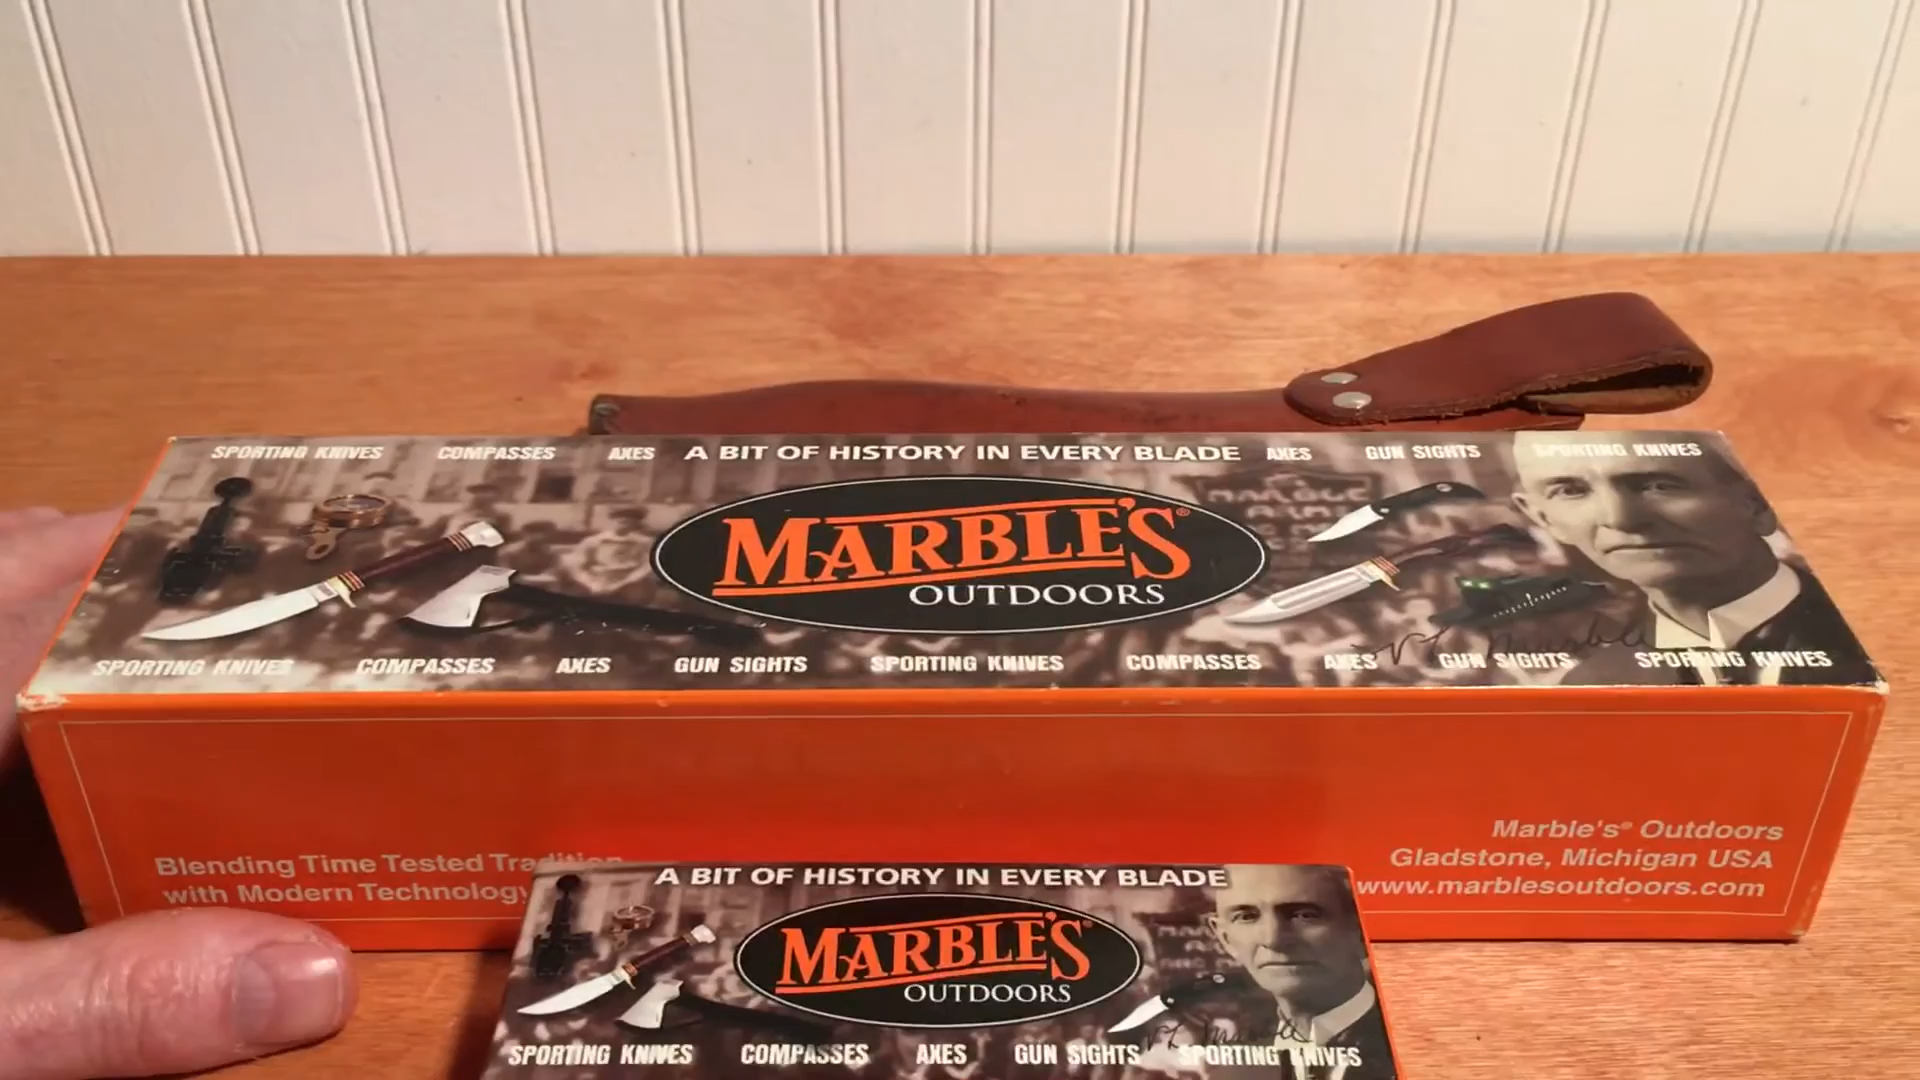 SPORTING KNIVES COMPASSES AXES A BIT OF HISTORY IN EVERY BLADE AXES GUN SIGHTS SPORTING KNIVES
MARBLE'S®
OUTDOORS
SPORTING KNIVES COMPASSES AXES GUN SIGHTS SPORTING KNIVES COMPASSES AXES GUN SIGHTS SPORTING KNIVES
Blending Time Tested Tradition
with Modern Technology
Marble's® Outdoors
Gladstone, Michigan USA
www.marblesoutdoors.com
A BIT OF HISTORY IN EVERY BLADE
MARBLE'S®
OUTDOORS
SPORTING KNIVES COMPASSES AXES GUN SIGHTS SPORTING KNIVES